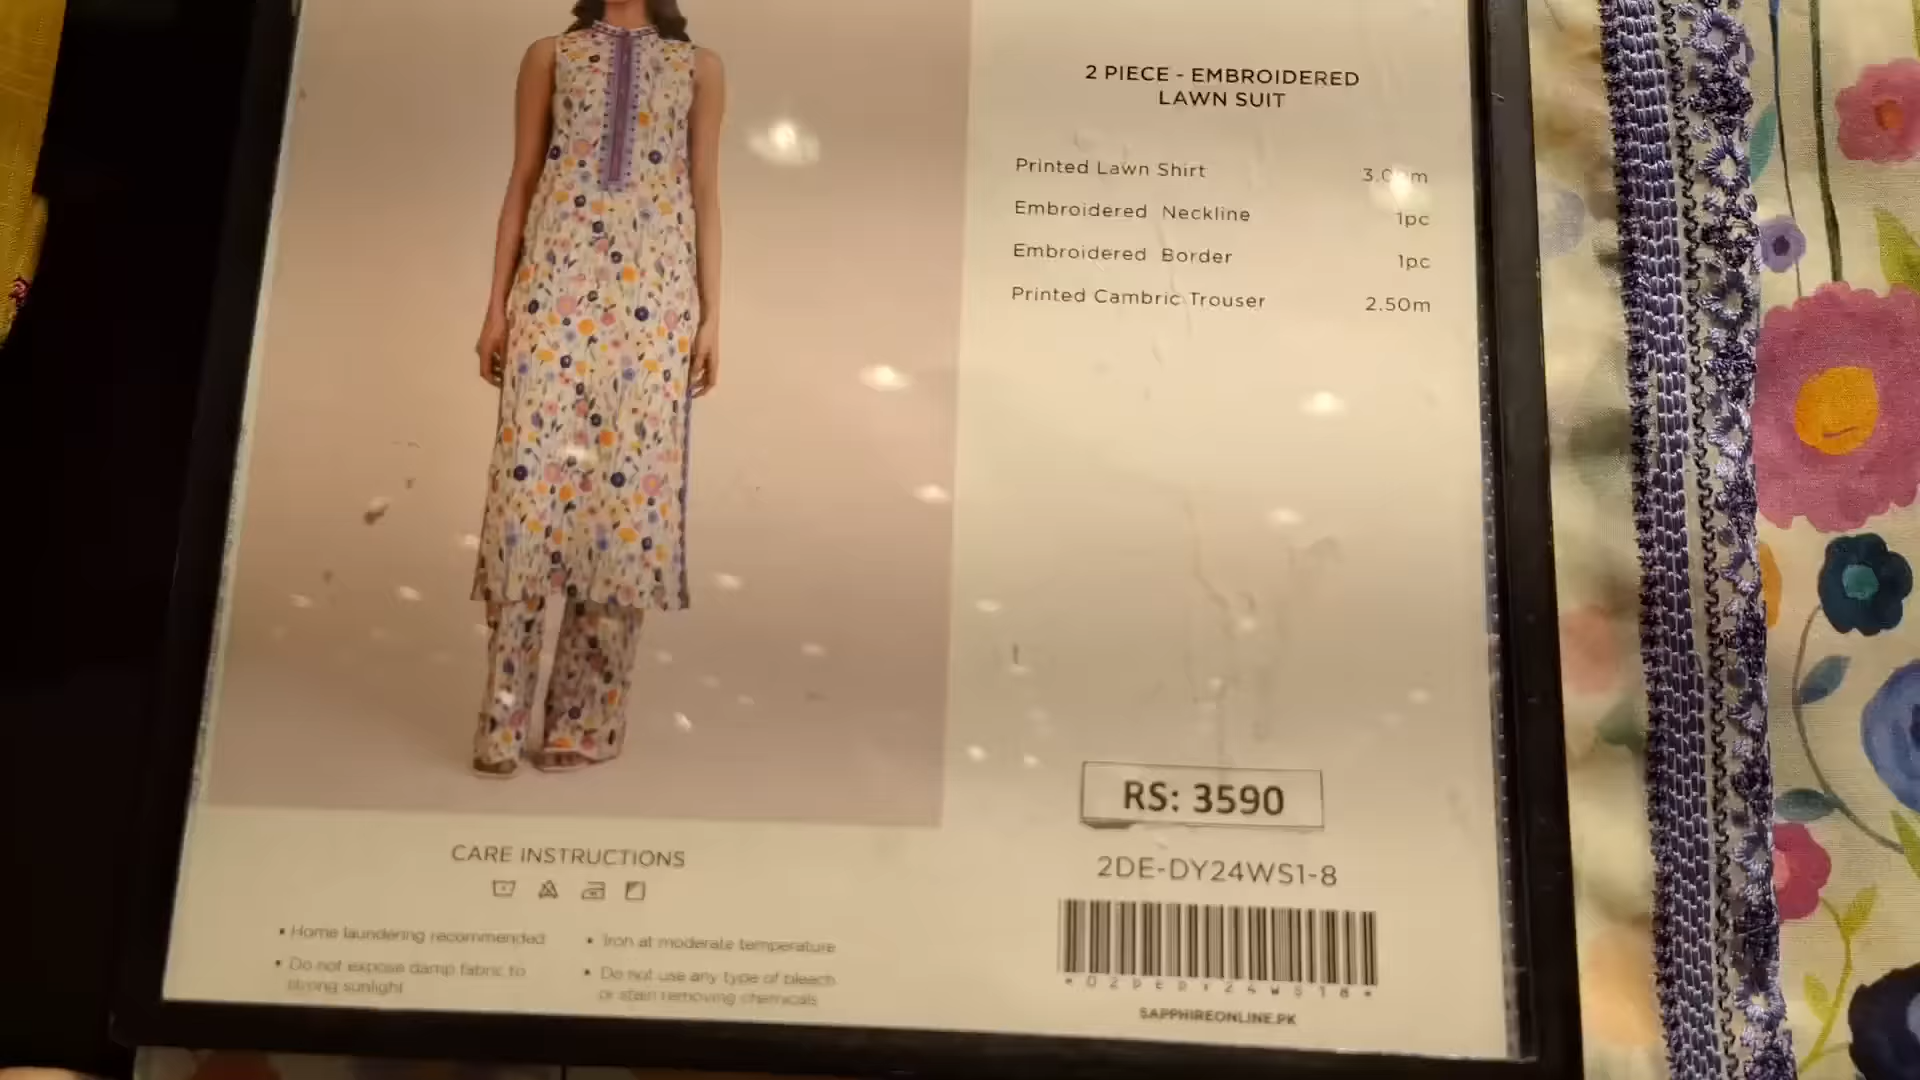 2 PIECE - EMBROIDERED
LAWN SUIT
Printed Lawn Shirt
Embroidered Neckline 1pc
Embroidered Border 1pc
Printed Cambric Trouser 2.50m
RS: 3590
2DE-DY24WS1-8
SAPPHIREONLINE.PK
CARE INSTRUCTIONS
• Home laundering recommended
• Do not expose damp fabric to
strong sunlight
• Iron at moderate temperature
• Do not use any type of bleach
or stain removing chemicals